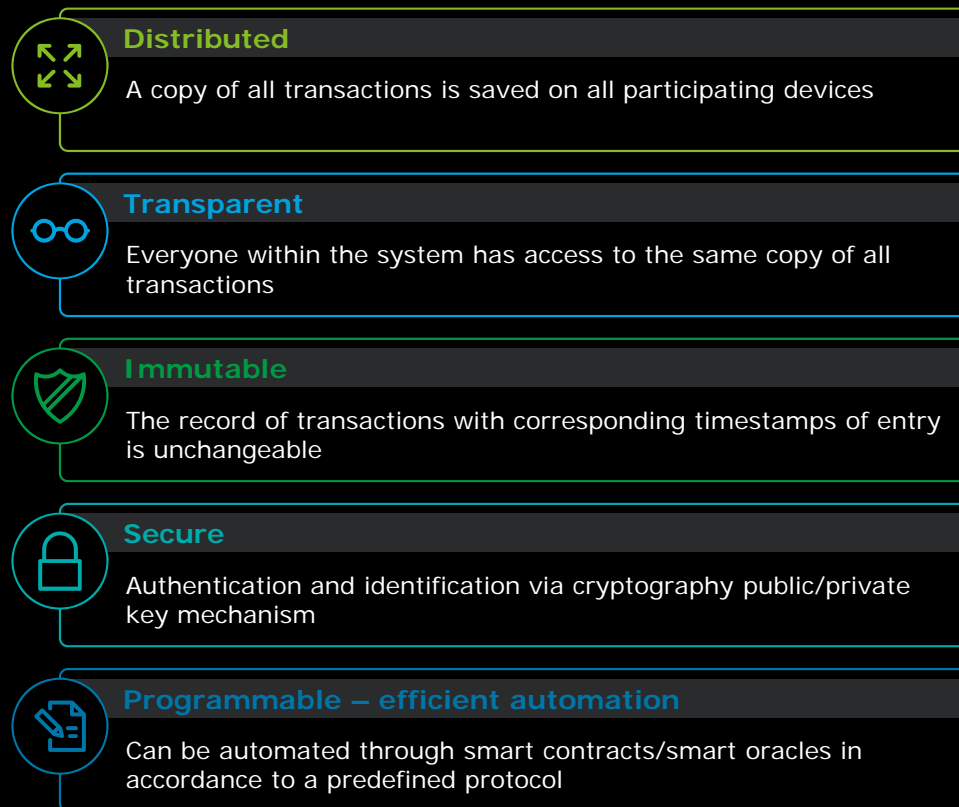 Distributed
A copy of all transactions is saved on all participating devices
Transparent
Everyone within the system has access to the same copy of all
transactions
Immutable
The record of transactions with corresponding timestamps of entry
is unchangeable
Secure
Authentication and identification via cryptography public/private
key mechanism
Programmable – efficient automation
Can be automated through smart contracts/smart oracles in
accordance to a predefined protocol